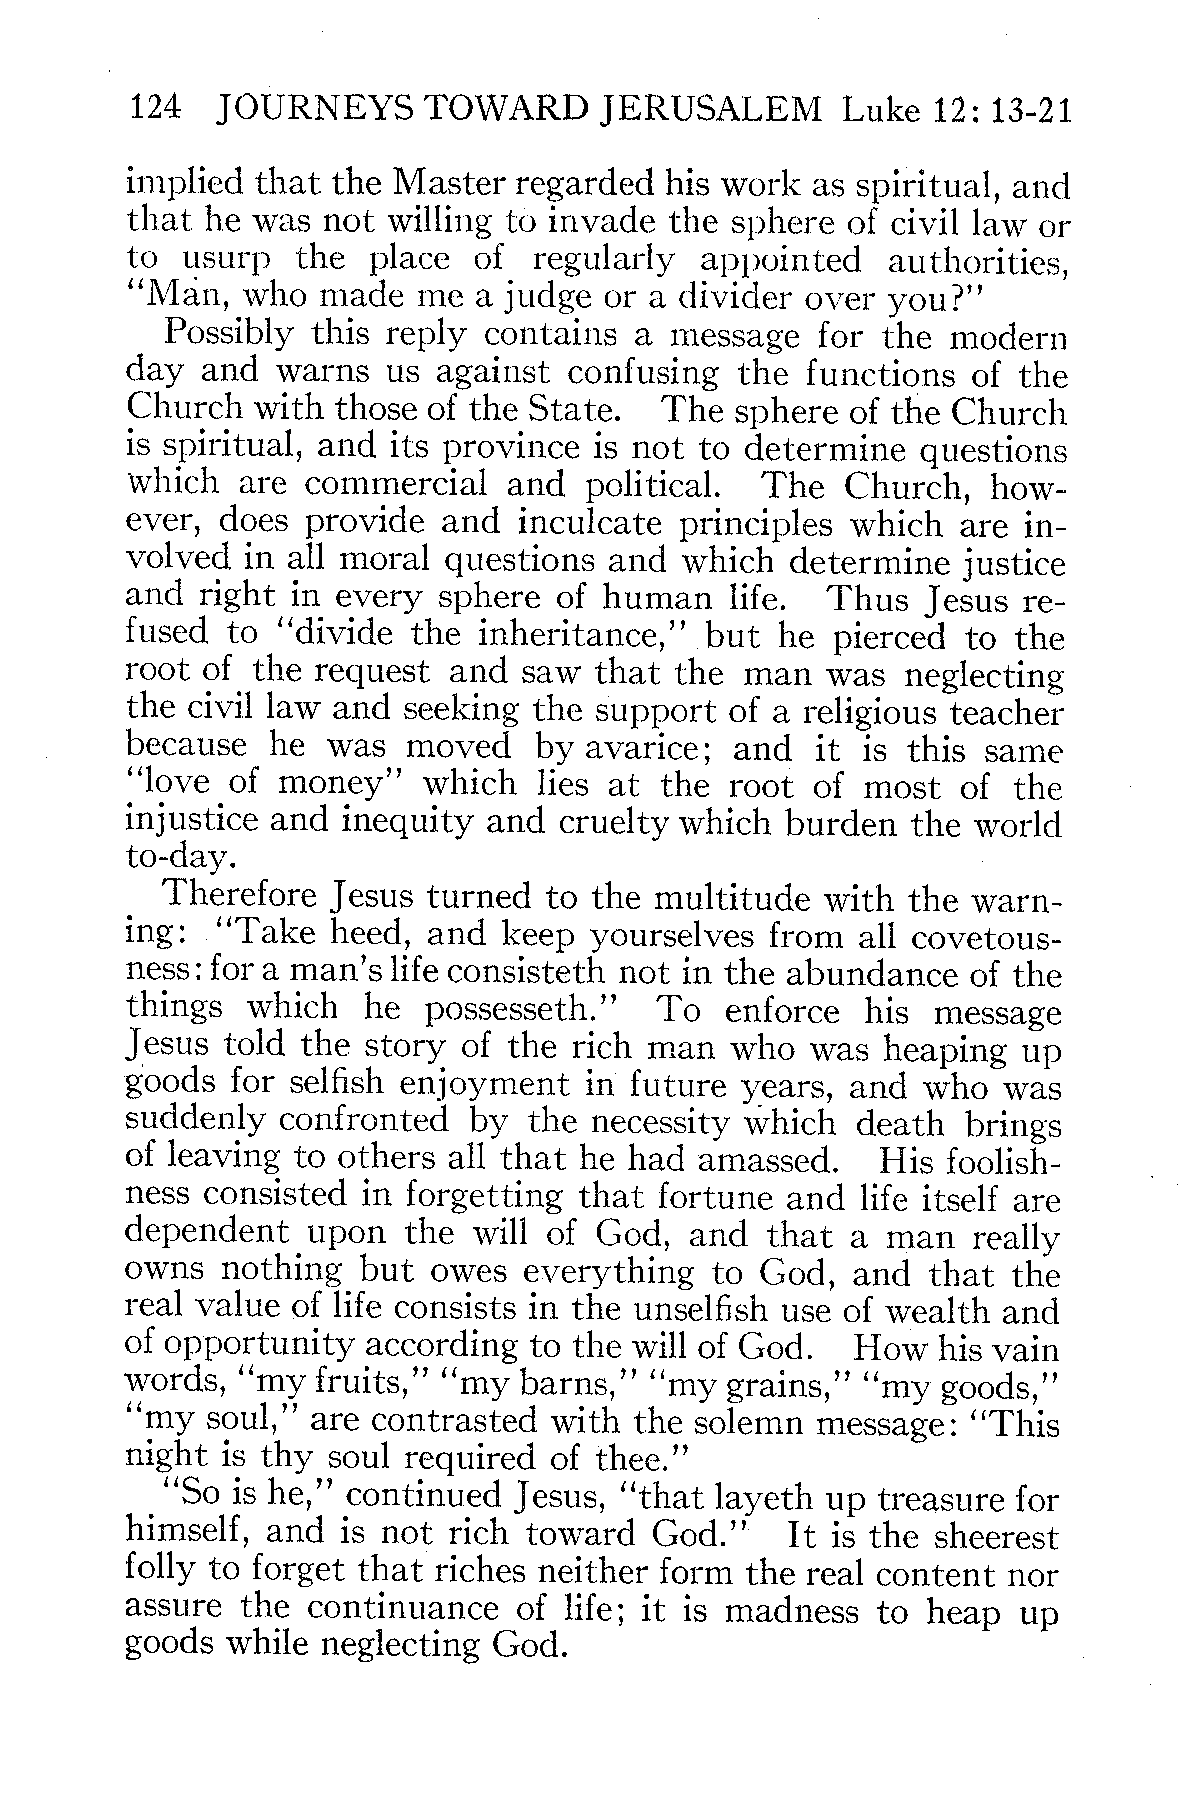 124 JOURNEYS TOWARD JERUSALEM Luke 12: 13-21
implied that the Master regarded his work as spiritual, and
that he was not willing to invade the sphere of civil law or
to usurp the place of regularly appointed authorities,
"Man, who made me a judge or a divider over you?"
Possibly this reply contains a message for the modern
day and warns us against confusing the functions of the
Church with those of the State. The sphere of the Church
is spiritual, and its province is not to determine questions
which are commercial and political. The Church, how-
ever, does provide and inculcate principles which are in-
volved in all moral questions and which determine justice
and right in every sphere of human life. Thus Jesus re-
fused to "divide the inheritance," but he pierced to the
root of the request and saw that the man was neglecting
the civil law and seeking the support of a religious teacher
because he was moved by avarice; and it is this same
"love of money" which lies at the root of most of the
injustice and inequity and cruelty which burden the world
to-day.
Therefore Jesus turned to the multitude with the warn-
ing: "Take heed, and keep yourselves from all covetous-
ness: for a man's life consisteth not in the abundance of the
things which he possesseth." To enforce his message
Jesus told the story of the rich man who was heaping up
goods for selfish enjoyment in future years, and who was
suddenly confronted by the necessity which death brings
of leaving to others all that he had amassed. His foolish-
ness consisted in forgetting that fortune and life itself are
dependent upon the will of God, and that a man really
owns nothing but owes everything to God, and that the
real value of life consists in the unselfish use of wealth and
of opportunity according to the will of God. How his vain
words, "my fruits," "my barns," "my grains," "my goods,"
"my soul," are contrasted with the solemn message: "This
night is thy soul required of thee."
"So is he," continued Jesus, "that layeth up treasure for
himself, and is not rich toward God." It is the sheerest
folly to forget that riches neither form the real content nor
assure the continuance of life; it is madness to heap up
goods while neglecting God.